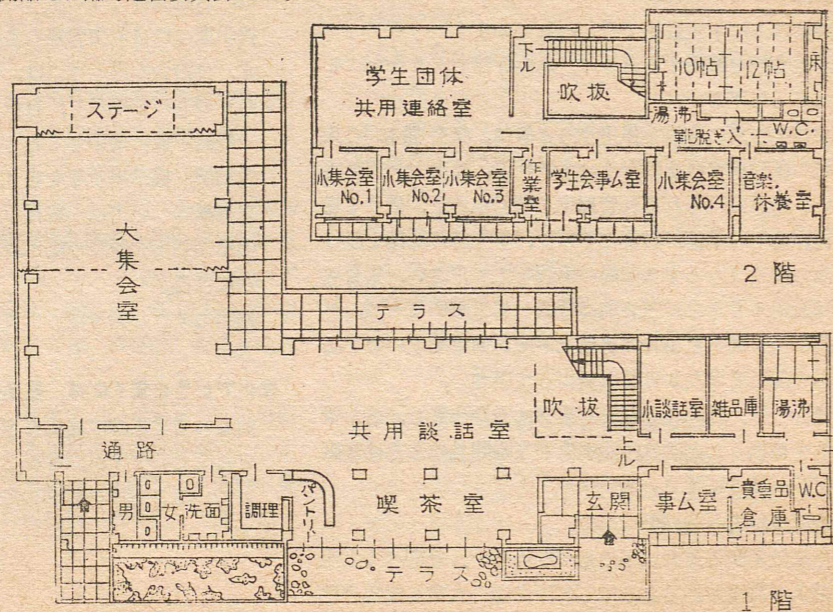 学生団体
共用連絡室
下ル
吹抜
10帖
12帖
床
湯沸
靴脱ぎ入
W.C.
小集会室
No.1
小集会室
No.2
小集会室
No.3
作業室
学生会事ム室
小集会室
No.4
音楽,
休養室
2階
ステージ
大集会室
テラス
通路
共用談話室
吹抜
上ル
小談話室
雑品庫
湯沸
男
女
洗面
調理
パントリー
喫茶室
玄関
事ム室
貴重品
倉庫
W.C
テラス
1階